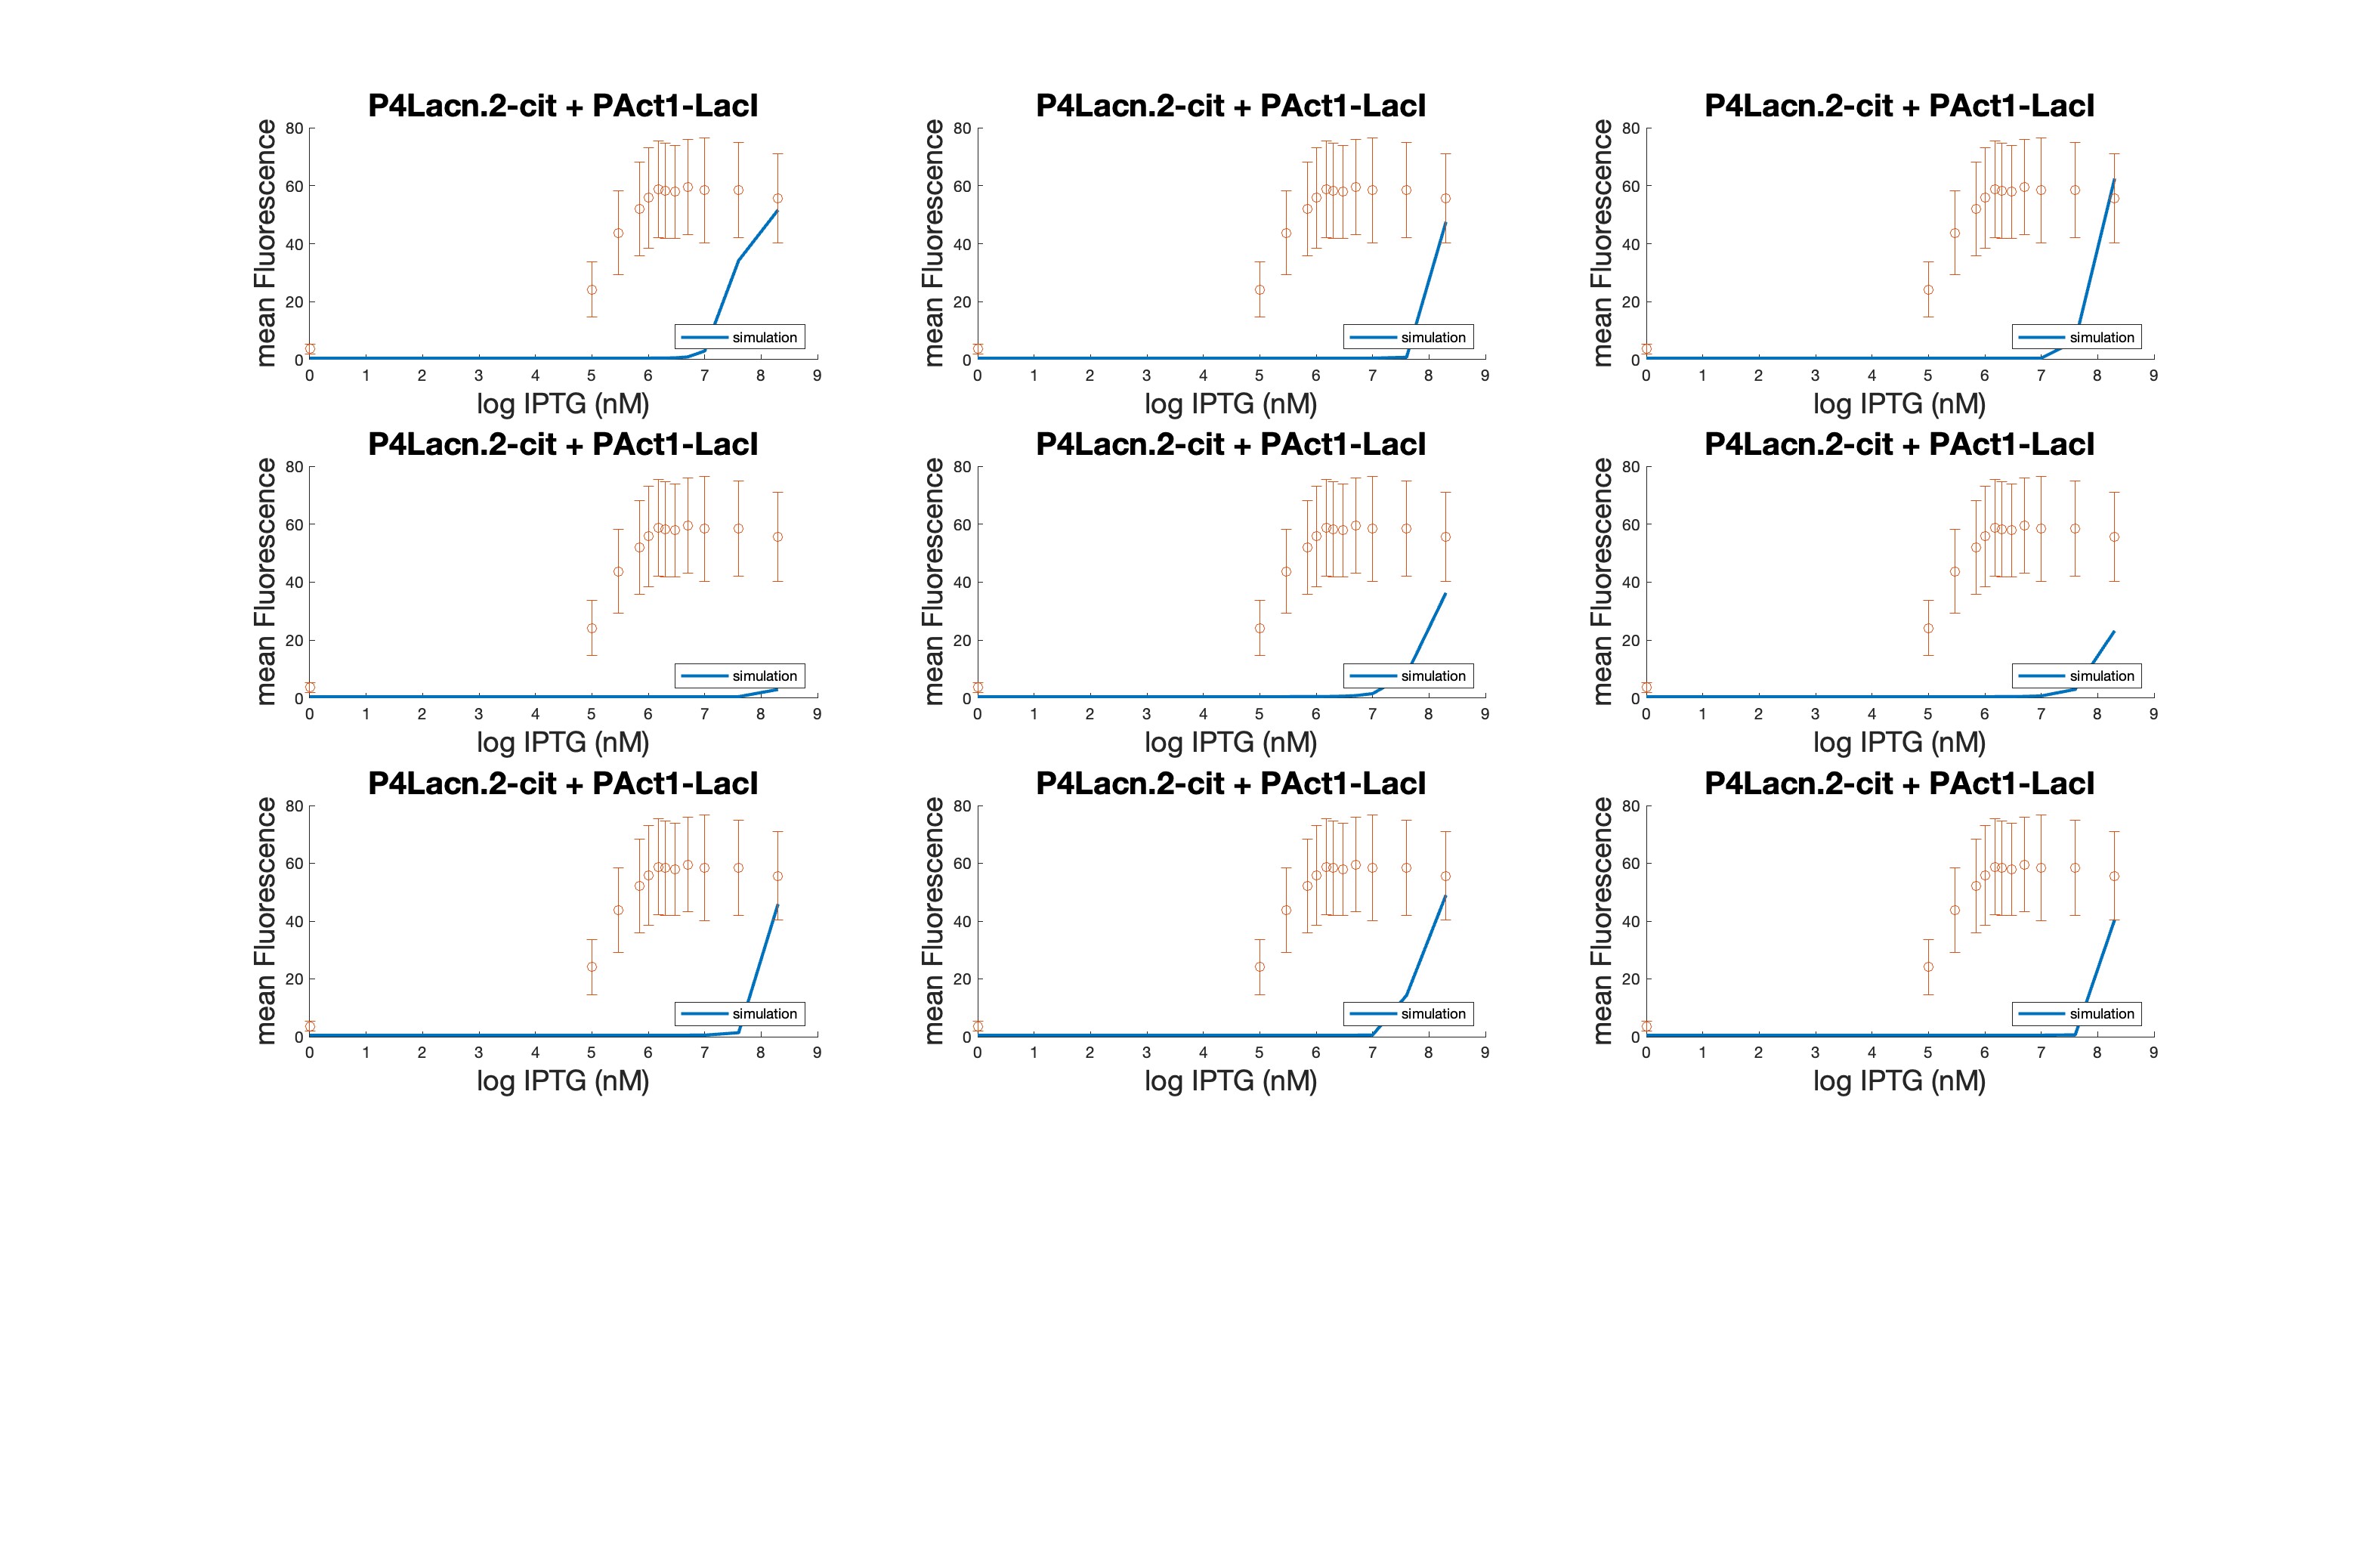 P4Lacn.2-cit + PAct1-LacI P4Lacn.2-cit + PAct1-LacI P4Lacn.2-cit + PAct1-LacI
80 80 80
60 60 60
40 40 40
20 20 20
0 0 0
mean Fluorescence mean Fluorescence mean Fluorescence
simulation simulation simulation
0 1 2 3 4 5 6 7 8 9 0 1 2 3 4 5 6 7 8 9 0 1 2 3 4 5 6 7 8 9
log IPTG (nM) log IPTG (nM) log IPTG (nM)
P4Lacn.2-cit + PAct1-LacI P4Lacn.2-cit + PAct1-LacI P4Lacn.2-cit + PAct1-LacI
80 80 80
60 60 60
40 40 40
20 20 20
0 0 0
mean Fluorescence mean Fluorescence mean Fluorescence
simulation simulation simulation
0 1 2 3 4 5 6 7 8 9 0 1 2 3 4 5 6 7 8 9 0 1 2 3 4 5 6 7 8 9
log IPTG (nM) log IPTG (nM) log IPTG (nM)
P4Lacn.2-cit + PAct1-LacI P4Lacn.2-cit + PAct1-LacI P4Lacn.2-cit + PAct1-LacI
80 80 80
60 60 60
40 40 40
20 20 20
0 0 0
mean Fluorescence mean Fluorescence mean Fluorescence
simulation simulation simulation
0 1 2 3 4 5 6 7 8 9 0 1 2 3 4 5 6 7 8 9 0 1 2 3 4 5 6 7 8 9
log IPTG (nM) log IPTG (nM) log IPTG (nM)